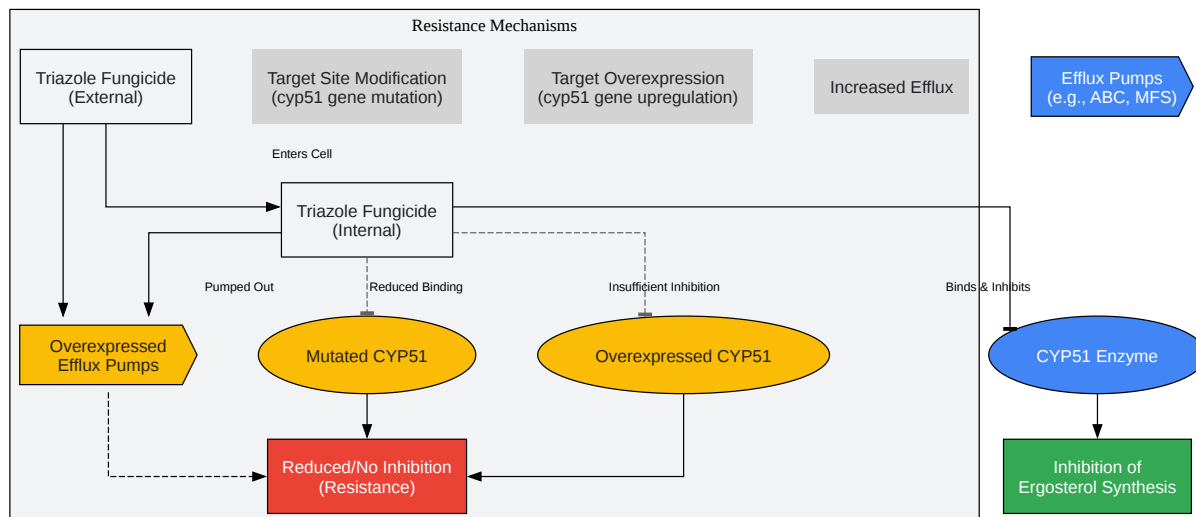 Resistance Mechanisms
Triazole Fungicide
(External)
Target Site Modification
(cyp51 gene mutation)
Target Overexpression
(cyp51 gene upregulation)
Increased Efflux
Efflux Pumps
(e.g., ABC, MFS)
Enters Cell
Triazole Fungicide
(Internal)
Pumped Out
Reduced Binding
Insufficient Inhibition
Binds & Inhibits
Overexpressed
Efflux Pumps
Mutated CYP51
Overexpressed CYP51
CYP51 Enzyme
Reduced/No Inhibition
(Resistance)
Inhibition of
Ergosterol Synthesis